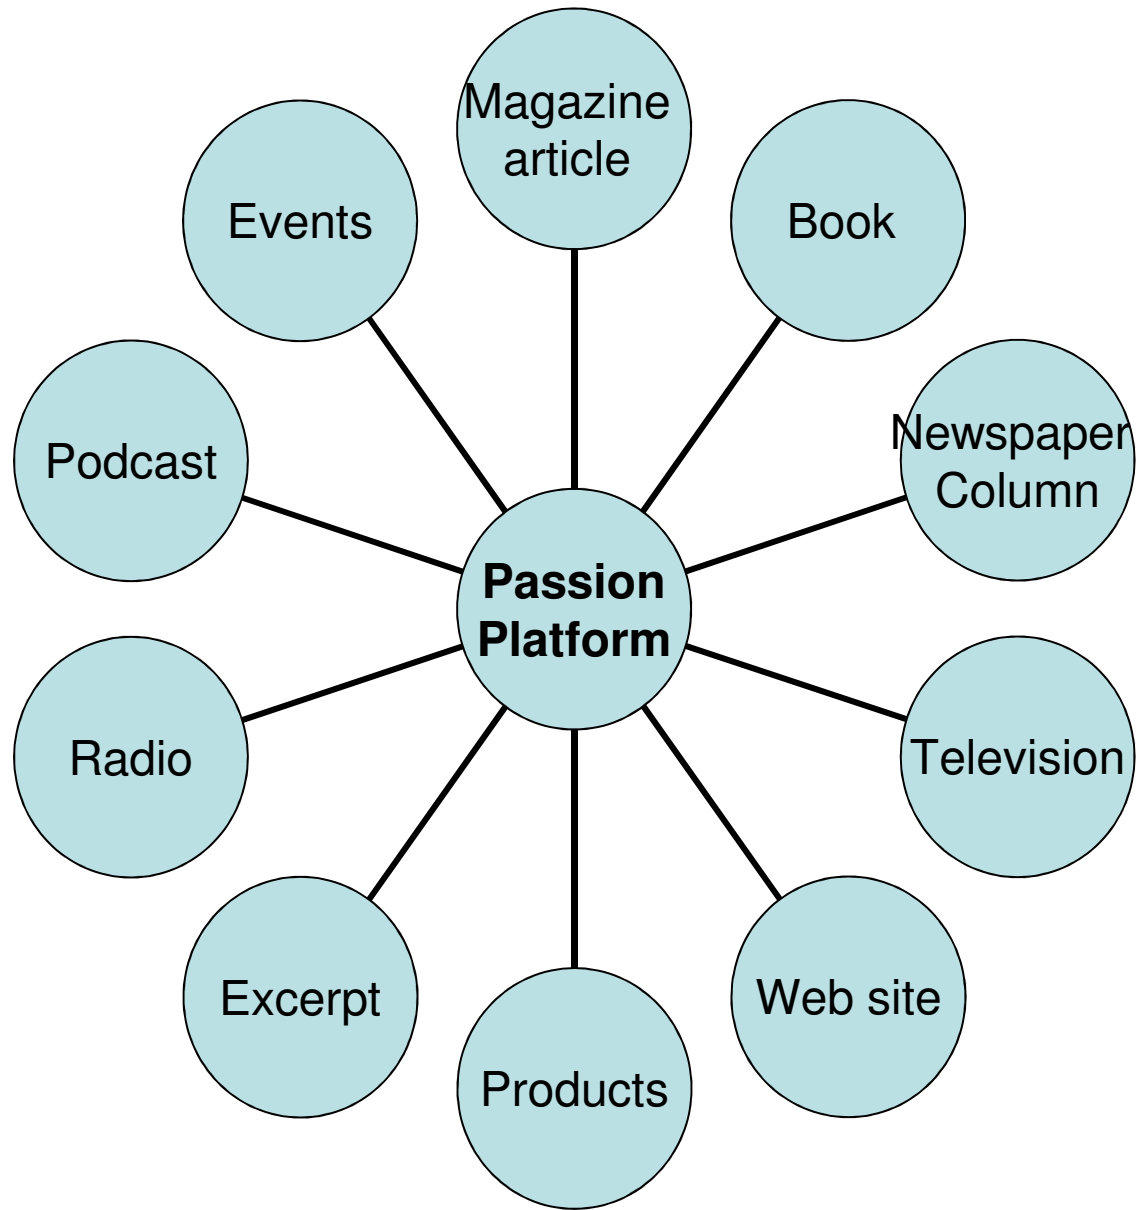 Magazine
article
Events
Book
Podcast
Newspaper
Column
Passion
Platform
Radio
Television
Excerpt
Web site
Products